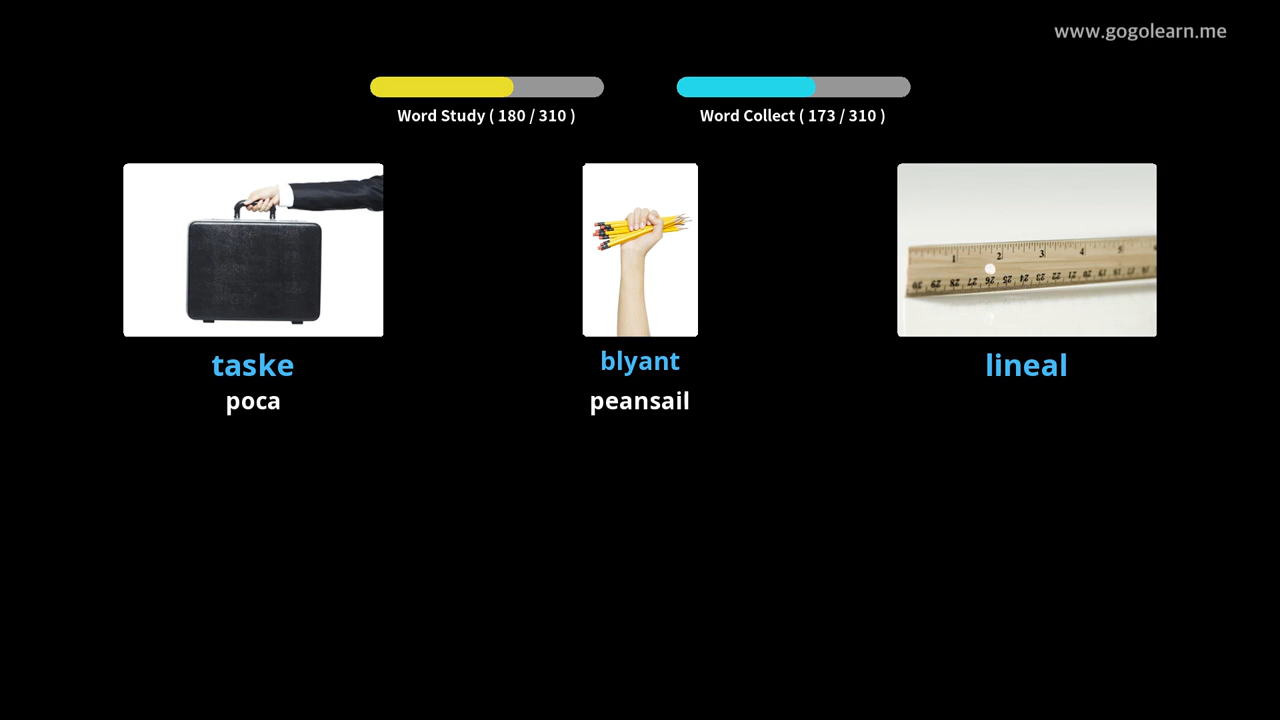 www.gogolearn.me
Word Study ( 180 / 310 )
Word Collect ( 173 / 310 )
taske
blyant
lineal
poca
peansail